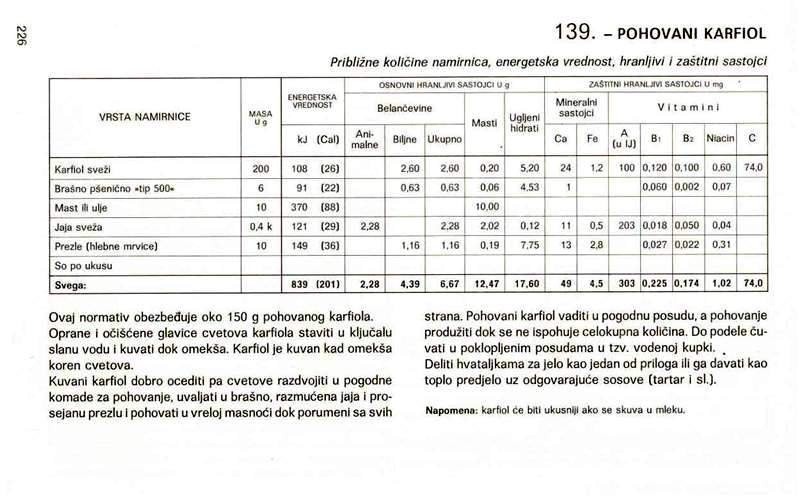 226
139. – POHOVANI KARFIOL
Približne količine namirnica, energetska vrednost, hranljivi i zaštitni sastojci
VRSTA NAMIRNICE MASA u g ENERGETSKA VREDNOST kJ (Cal) OSNOVNI HRANLJIVI SASTOJCI u g Belančevine Animalne Biljne Ukupno Masti Ugljeni hidrati ZAŠTITNI HRANLJIVI SASTOJCI u mg Mineralni sastojci Ca Fe Vitamini A (u IJ) B1 B2 Niacin C
Karfiol sveži 200 108 (26) 2,60 2,60 0,20 5,20 24 1,2 100 0,120 0,100 0,60 74,0
Brašno pšenično »tip 500« 6 91 (22) 0,63 0,63 0,06 4,53 1 0,060 0,002 0,07
Mast ili ulje 10 370 (88) 10,00
Jaja sveža 0,4 k 121 (29) 2,28 2,28 2,02 0,12 11 0,5 203 0,018 0,050 0,04
Prezle (hlebne mrvice) 10 149 (36) 1,16 1,16 0,19 7,75 13 2,8 0,027 0,022 0,31
So po ukusu
Svega: 839 (201) 2,28 4,39 6,67 12,47 17,60 49 4,5 303 0,225 0,174 1,02 74,0
Ovaj normativ obezbeđuje oko 150 g pohovanog karfiola.
Oprane i očišćene glavice cvetova karfiola staviti u ključalu
slanu vodu i kuvati dok omekša. Karfiol je kuvan kad omekša
koren cvetova.
Kuvani karfiol dobro ocediti pa cvetove razdvojiti u pogodne
komade za pohovanje, uvaljati u brašno, razmućena jaja i pro-
sejanu prezlu i pohovati u vreloj masnoći dok porumeni sa svih
strana. Pohovani karfiol vaditi u pogodnu posudu, a pohovanje
produžiti dok se ne ispohuje celokupna količina. Do podele ču-
vati u poklopljenim posudama u tzv. vodenoj kupki.
Deliti hvataljkama za jelo kao jedan od priloga ili ga davati kao
toplo predjelo uz odgovarajuće sosove (tartar i sl.).
Napomena: karfiol će biti ukusniji ako se skuva u mleku.